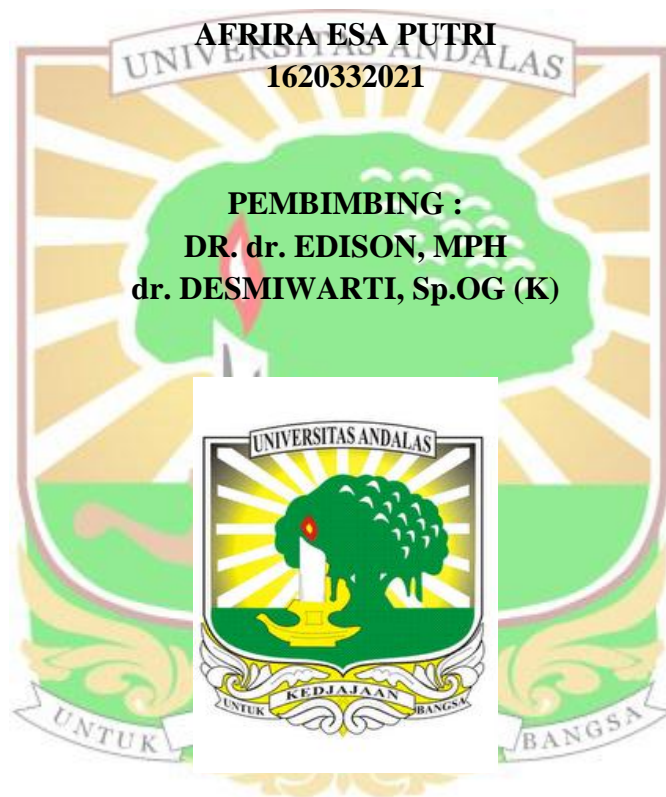 AFRIRA ESA PUTRI
UNIVERSITAS ANDALAS
1620332021
PEMBIMBING :
DR. dr. EDISON, MPH
dr. DESMIWARTI, Sp.OG (K)
UNIVERSITAS ANDALAS
KEDJAJAAN
UNTUK BANGSA
UNTUK BANGSA